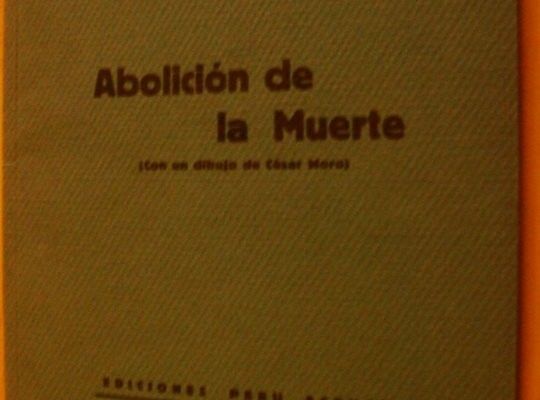 Abolición de
la Muerte
(Con un dibujo de César Moro)
EDICIONES PERU